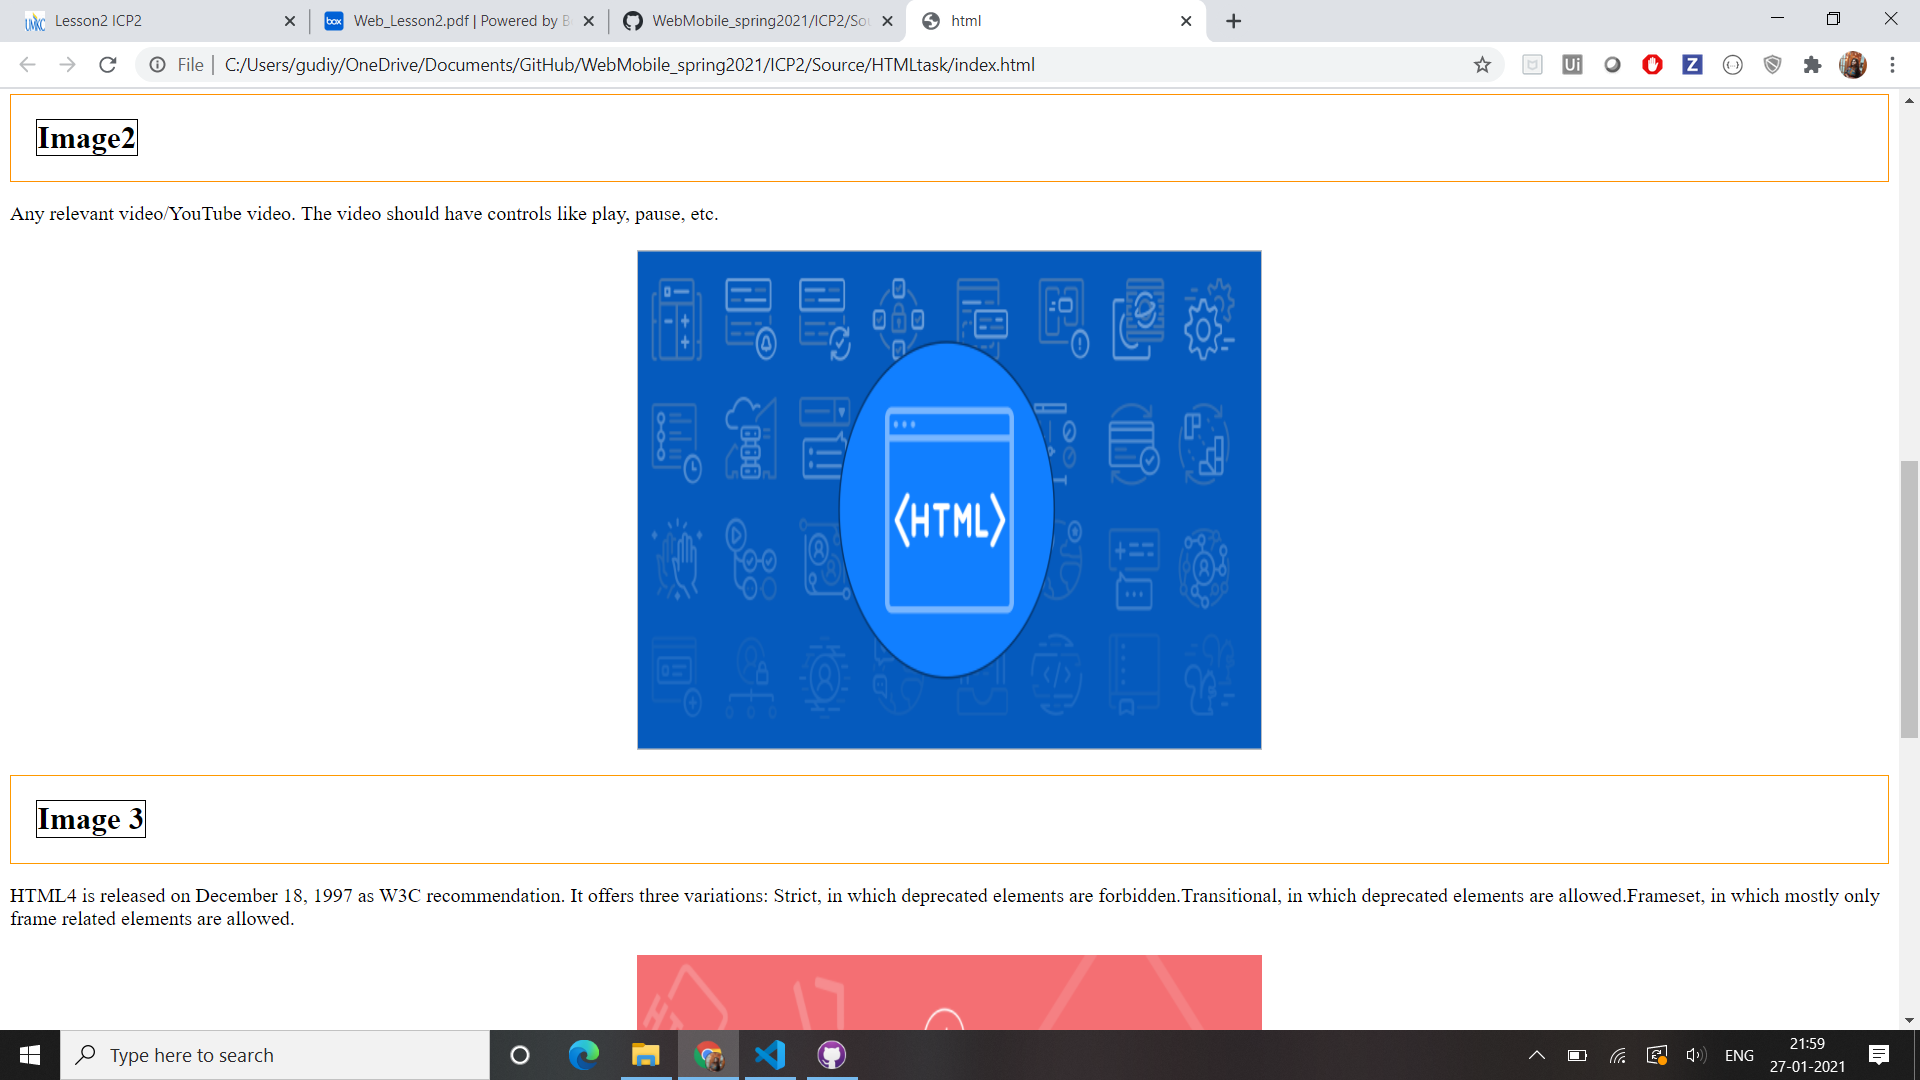 UMKC Lesson2 ICP2
box Web_Lesson2.pdf | Powered by B
WebMobile_spring2021/ICP2/Sou
html
File | C:/Users/gudiy/OneDrive/Documents/GitHub/WebMobile_spring2021/ICP2/Source/HTMLtask/index.html
Ui
Z
Image2
Any relevant video/YouTube video. The video should have controls like play, pause, etc.
<HTML>
Image 3
HTML4 is released on December 18, 1997 as W3C recommendation. It offers three variations: Strict, in which deprecated elements are forbidden.Transitional, in which deprecated elements are allowed.Frameset, in which mostly only
frame related elements are allowed.
Type here to search
ENG
21:59
27-01-2021